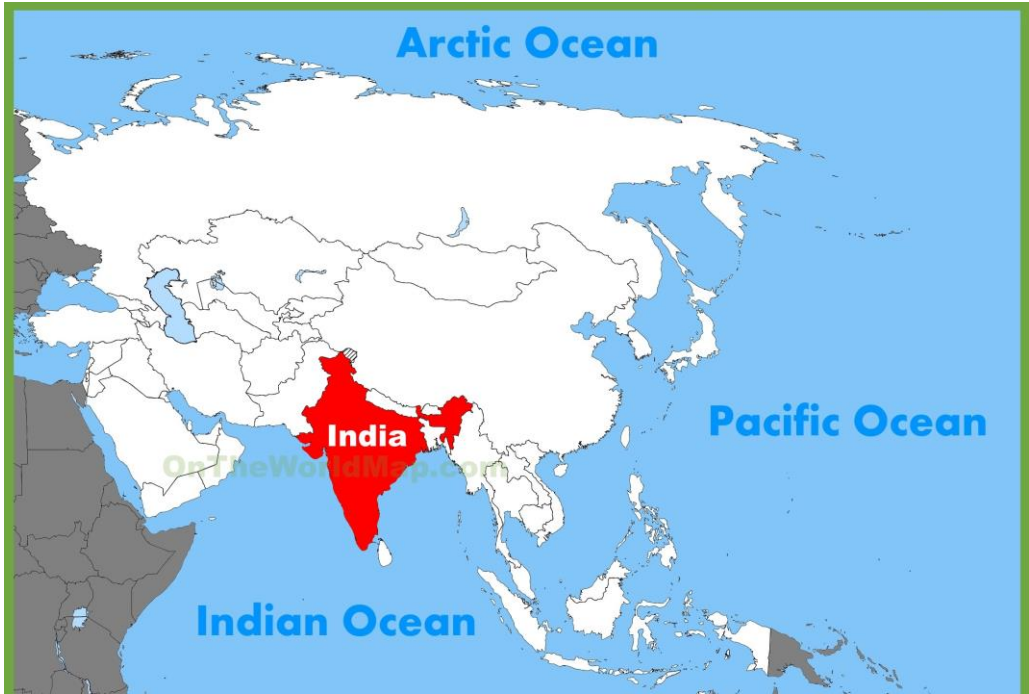 Arctic Ocean
Pacific Ocean
India
OnTheWorldMap.com
Indian Ocean